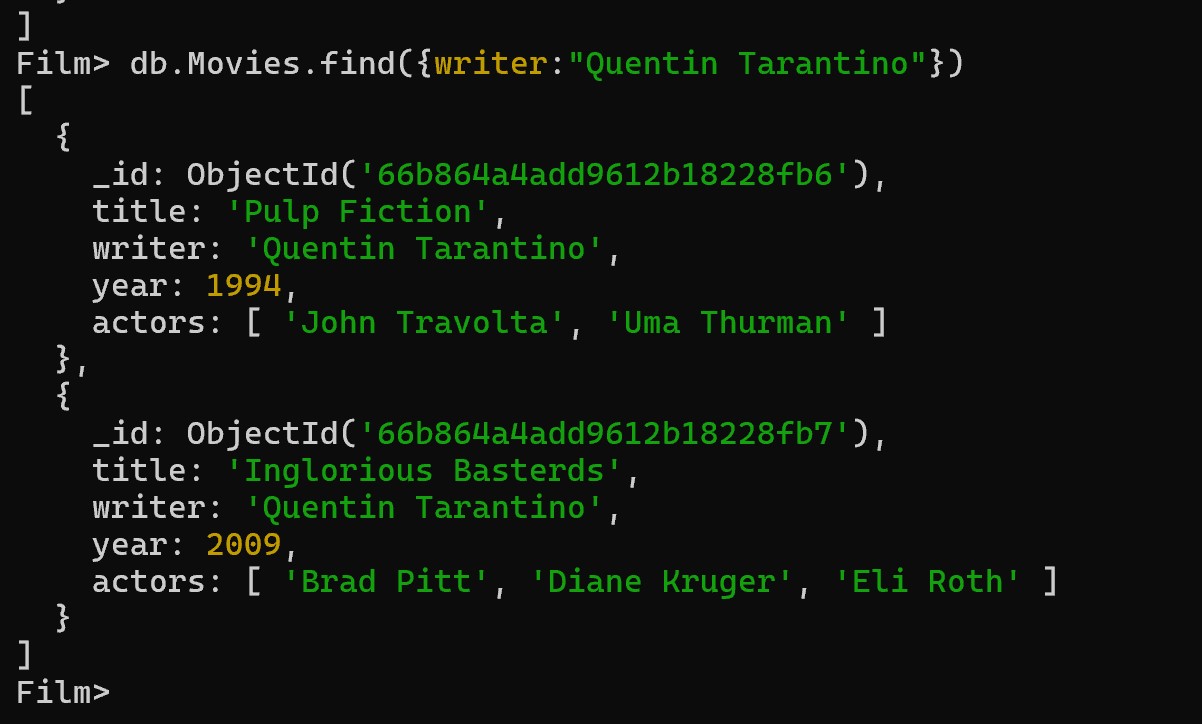 ]
Film> db.Movies.find({writer:"Quentin Tarantino"})
[
  {
    _id: ObjectId('66b864a4add9612b18228fb6'),
    title: 'Pulp Fiction',
    writer: 'Quentin Tarantino',
    year: 1994,
    actors: [ 'John Travolta', 'Uma Thurman' ]
  },
  {
    _id: ObjectId('66b864a4add9612b18228fb7'),
    title: 'Inglorious Basterds',
    writer: 'Quentin Tarantino',
    year: 2009,
    actors: [ 'Brad Pitt', 'Diane Kruger', 'Eli Roth' ]
  }
]
Film>